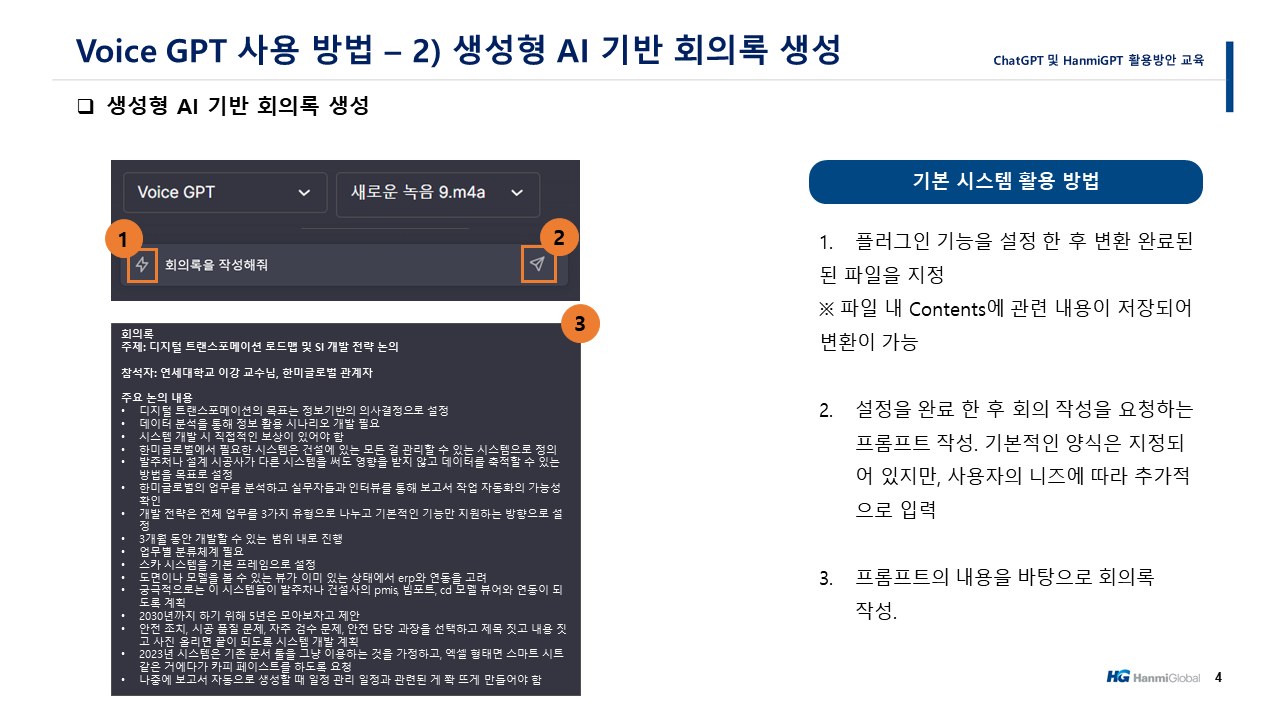 Voice GPT 사용 방법 – 2) 생성형 AI 기반 회의록 생성
ChatGPT 및 HanmiGPT 활용방안 교육
❑ 생성형 AI 기반 회의록 생성
Voice GPT
새로운 녹음 9.m4a
1
2
회의록을 작성해줘
3
회의록
주제: 디지털 트랜스포메이션 로드맵 및 SI 개발 전략 논의
참석자: 연세대학교 이강 교수님, 한미글로벌 관계자
주요 논의 내용
• 디지털 트랜스포메이션의 목표는 정보기반의 의사결정으로 설정
• 데이터 분석을 통해 정보 활용 시나리오 개발 필요
• 시스템 개발 시 직접적인 보상이 있어야 함
• 한미글로벌에서 필요한 시스템은 건설에 있는 모든 걸 관리할 수 있는 시스템으로 정의
• 발주처나 설계 시공사가 다른 시스템을 써도 영향을 받지 않고 데이터를 축적할 수 있는
방법을 목표로 설정
• 한미글로벌의 업무를 분석하고 실무자들과 인터뷰를 통해 보고서 작업 자동화의 가능성
확인
• 개발 전략은 전체 업무를 3가지 유형으로 나누고 기본적인 기능만 지원하는 방향으로 설
정
• 3개월 동안 개발할 수 있는 범위 내로 진행
• 업무별 분류체계 필요
• 스카 시스템을 기본 프레임으로 설정
• 도면이나 모델을 볼 수 있는 뷰가 이미 있는 상태에서 erp와 연동을 고려
• 궁극적으로는 이 시스템들이 발주처나 건설사의 pmis, 빔포트, cd 모델 뷰어와 연동이 되
도록 계획
• 2030년까지 하기 위해 5년은 모아보자고 제안
• 안전 조치, 시공 품질 문제, 자주 검수 문제, 안전 담당 과장을 선택하고 제목 짓고 내용 짓
고 사진 올리면 끝이 되도록 시스템 개발 계획
• 2023년 시스템은 기존 문서 툴을 그냥 이용하는 것을 가정하고, 엑셀 형태면 스마트 시트
같은 거에다가 카피 페이스트를 하도록 요청
• 나중에 보고서 자동으로 생성할 때 일정 관리 일정과 관련된 게 쫙 뜨게 만들어야 함
기본 시스템 활용 방법
1. 플러그인 기능을 설정 한 후 변환 완료된
된 파일을 지정
※ 파일 내 Contents에 관련 내용이 저장되어
변환이 가능
2. 설정을 완료 한 후 회의 작성을 요청하는
프롬프트 작성. 기본적인 양식은 지정되
어 있지만, 사용자의 니즈에 따라 추가적
으로 입력
3. 프롬프트의 내용을 바탕으로 회의록
작성.
HG HanmiGlobal 4